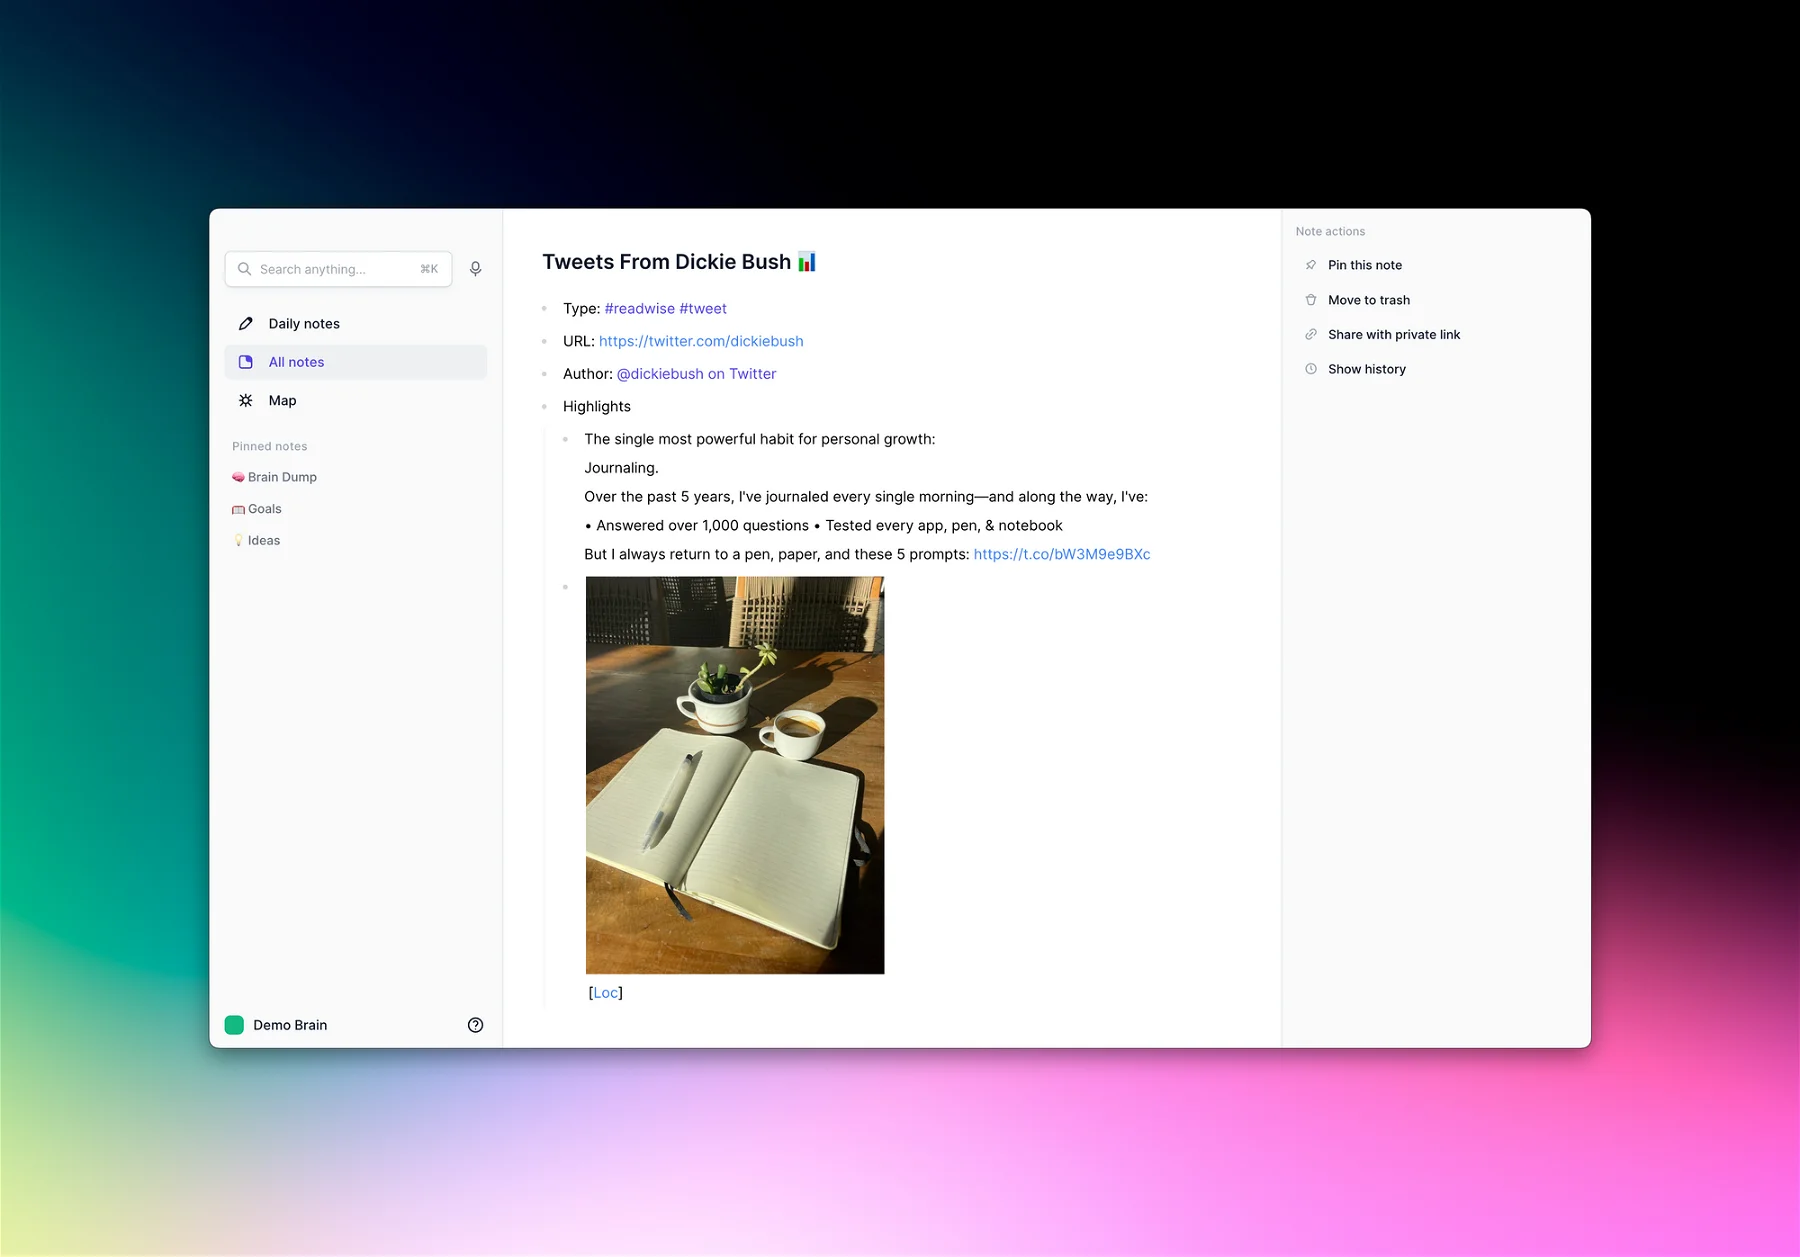 Search anything... ⌘K
Daily notes
All notes
Map
Pinned notes
🧠 Brain Dump
🥅 Goals
💡 Ideas
Demo Brain
Tweets From Dickie Bush 📊
Type: #readwise #tweet
URL: https://twitter.com/dickiebush
Author: @dickiebush on Twitter
Highlights
The single most powerful habit for personal growth:
Journaling.
Over the past 5 years, I've journaled every single morning—and along the way, I've:
• Answered over 1,000 questions • Tested every app, pen, & notebook
But I always return to a pen, paper, and these 5 prompts: https://t.co/bW3M9e9BXc
[Loc]
Note actions
Pin this note
Move to trash
Share with private link
Show history